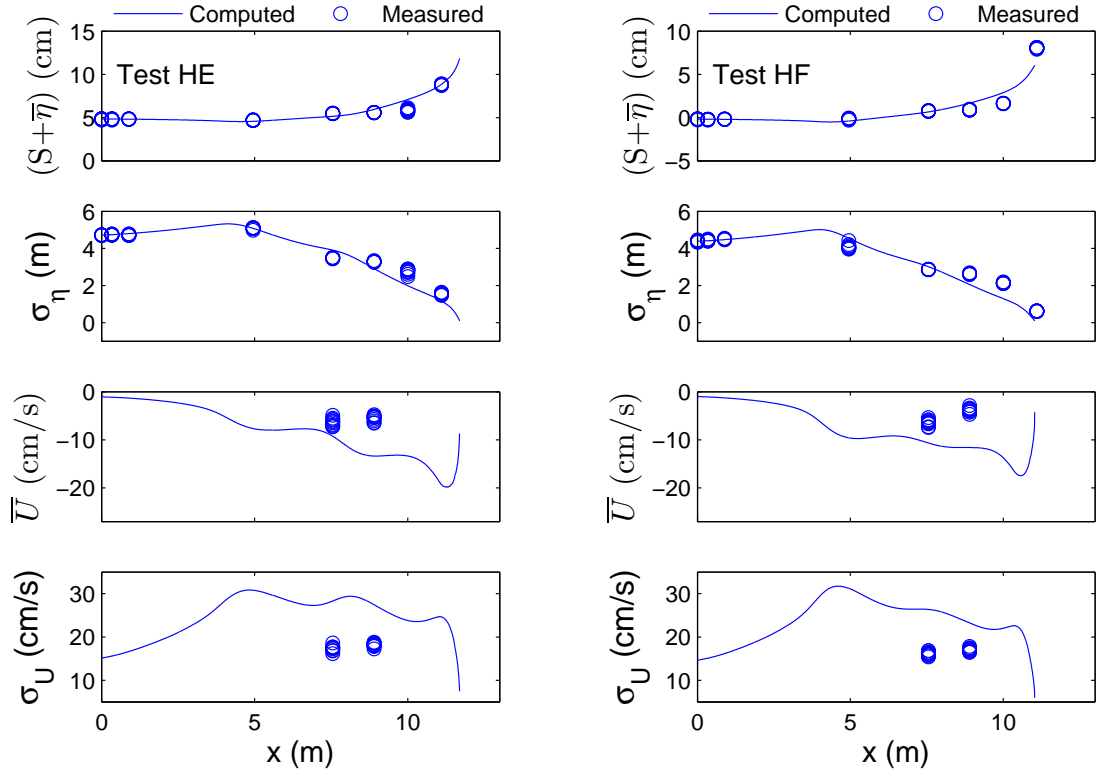 Computed Measured
Test HE
(S+η̅) (cm)
15
10
5
0
σ_η (m)
6
4
2
0
U̅ (cm/s)
0
−10
−20
σ_U (cm/s)
30
20
10
0 5 10
x (m)
Computed Measured
Test HF
(S+η̅) (cm)
10
5
0
−5
σ_η (m)
6
4
2
0
U̅ (cm/s)
0
−10
−20
σ_U (cm/s)
30
20
10
0 5 10
x (m)